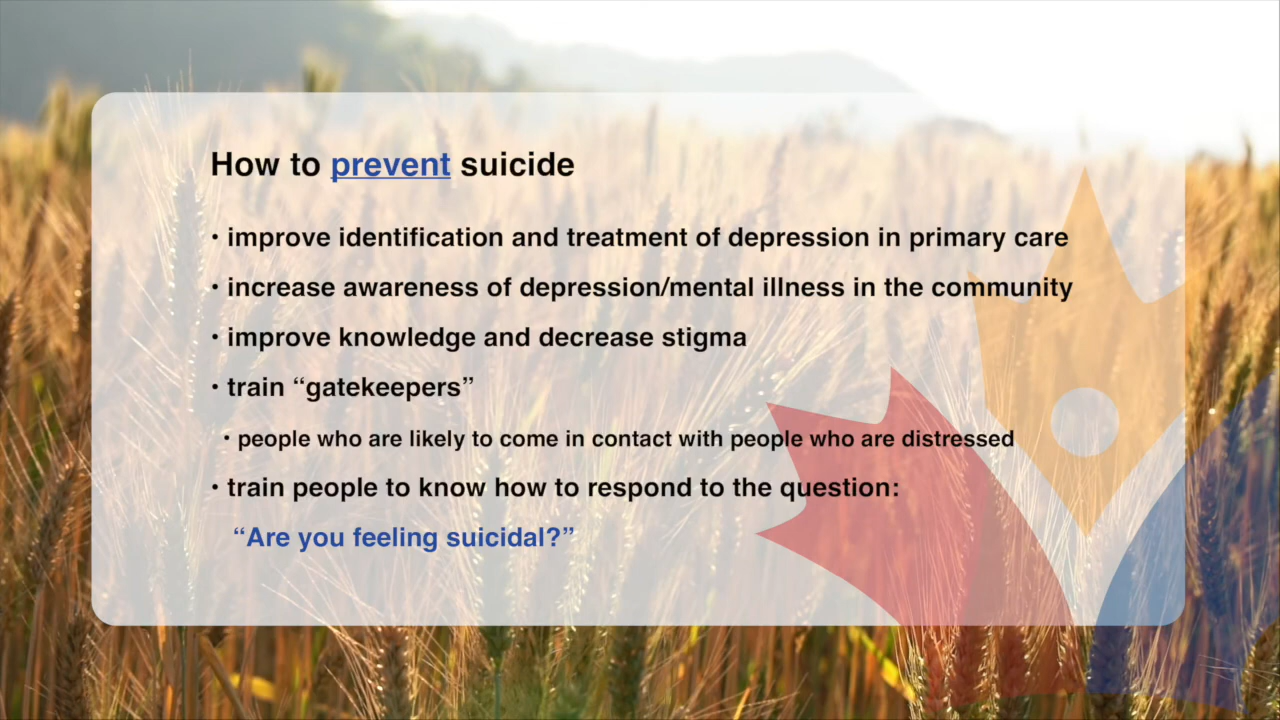 How to prevent suicide
• improve identification and treatment of depression in primary care
• increase awareness of depression/mental illness in the community
• improve knowledge and decrease stigma
• train “gatekeepers”
• people who are likely to come in contact with people who are distressed
• train people to know how to respond to the question:
“Are you feeling suicidal?”